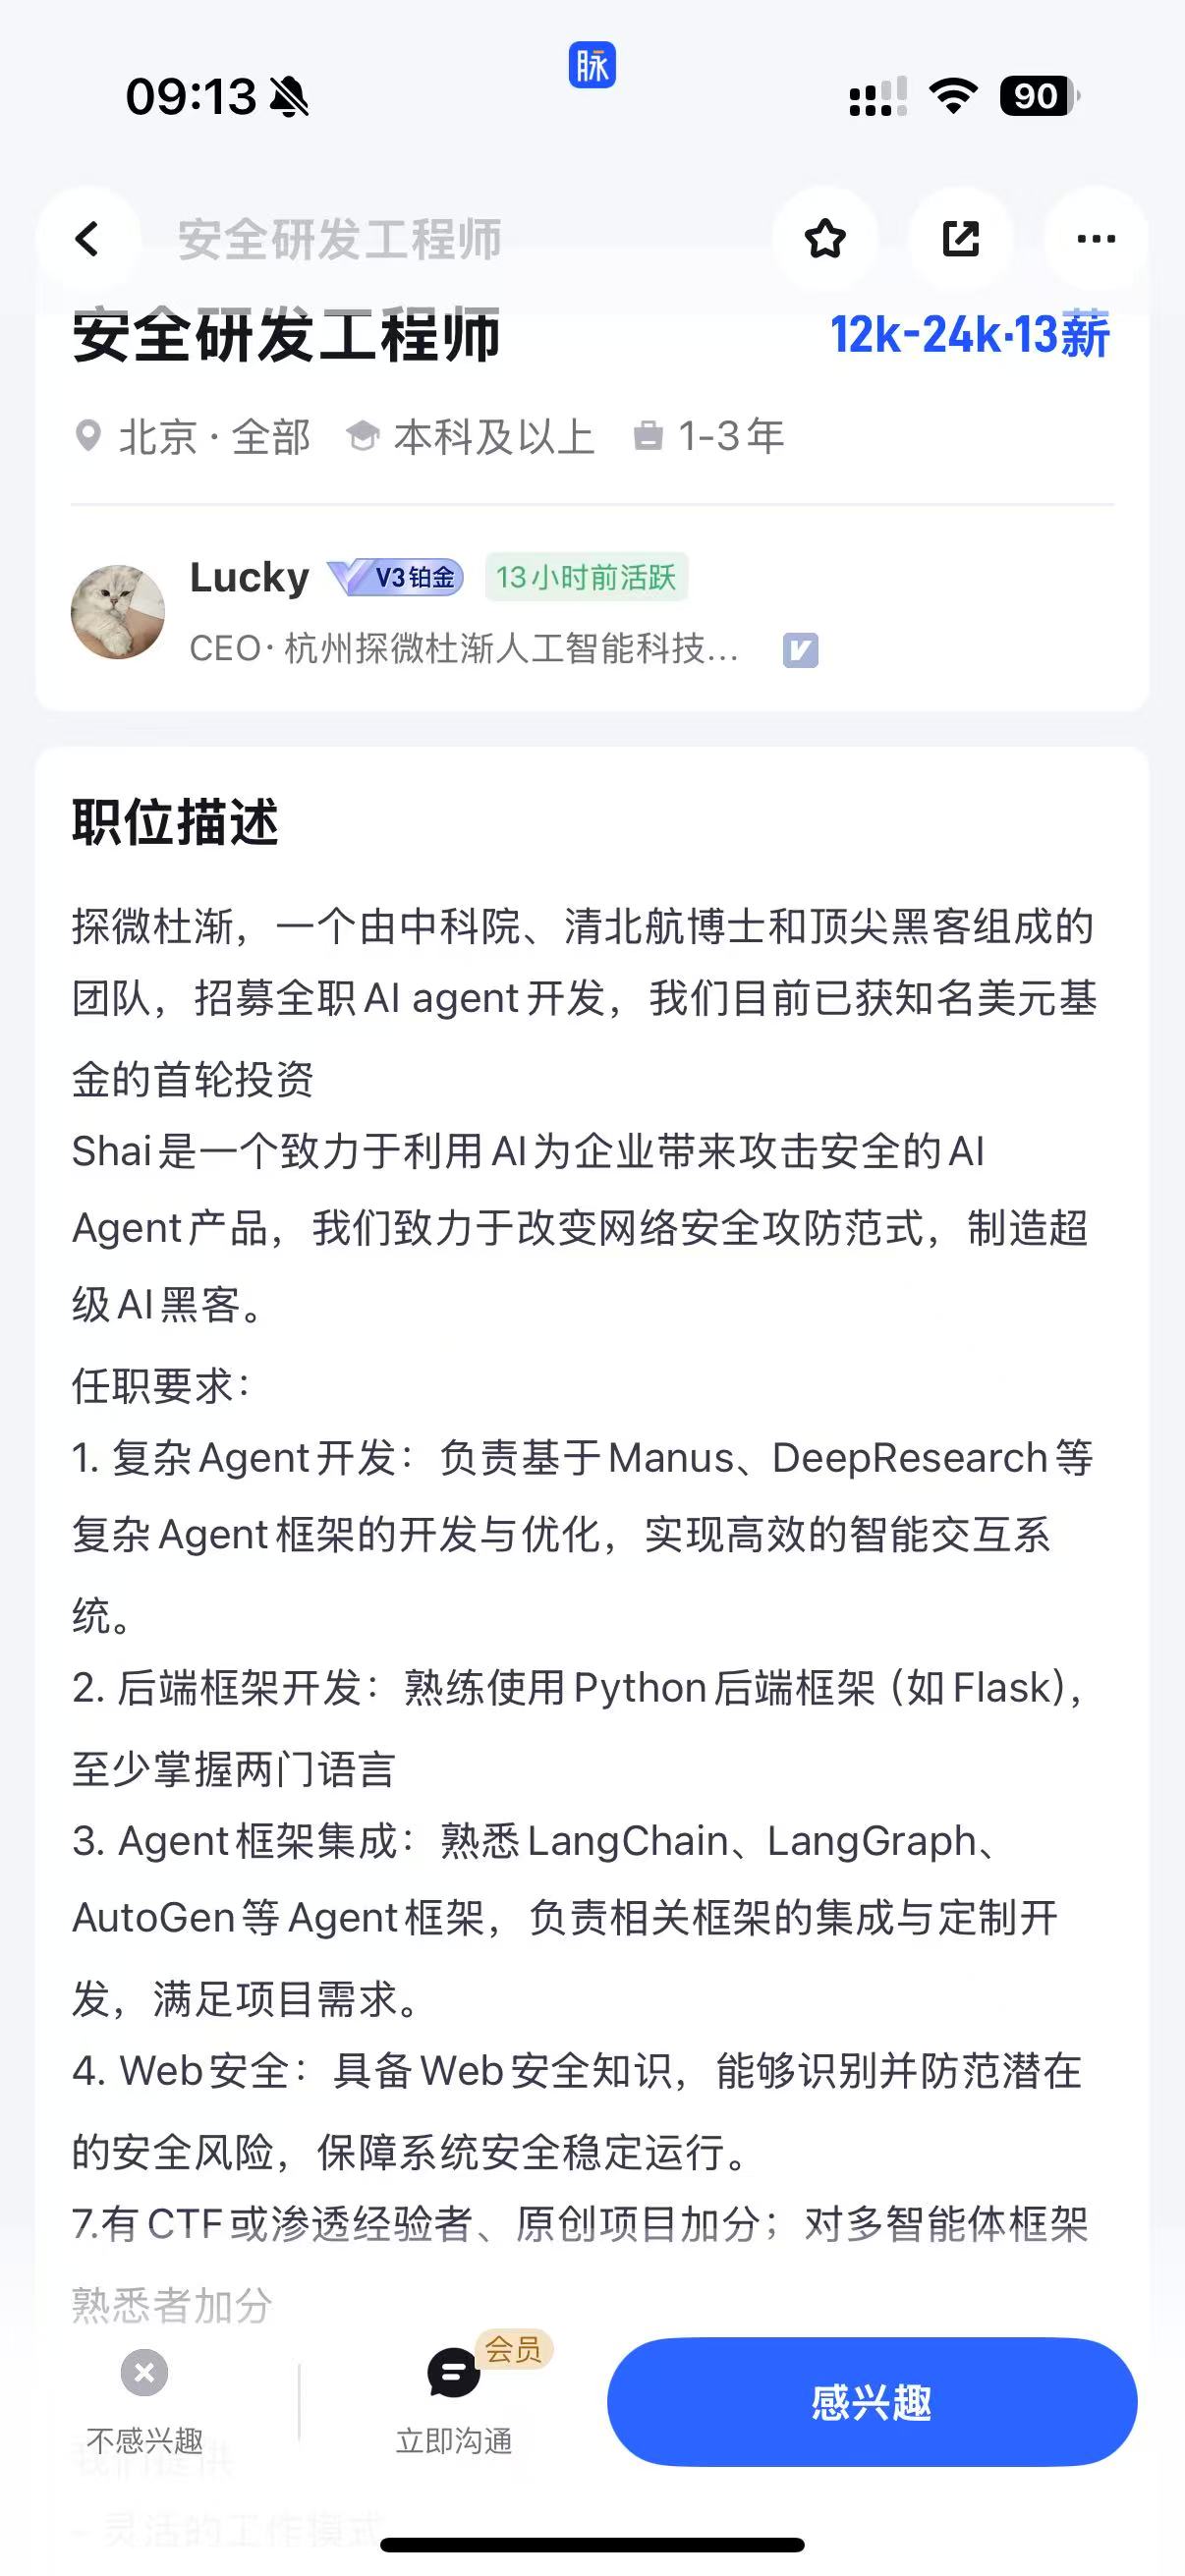 09:13
脉
90
安全研发工程师
安全研发工程师
12k-24k·13薪
北京 · 全部
本科及以上
1-3年
Lucky
V3铂金
13小时前活跃
CEO· 杭州探微杜渐人工智能科技...
职位描述
探微杜渐，一个由中科院、清北航博士和顶尖黑客组成的
团队，招募全职AI agent开发，我们目前已获知名美元基
金的首轮投资
Shai是一个致力于利用AI为企业带来攻击安全的AI
Agent产品，我们致力于改变网络安全攻防范式，制造超
级AI黑客。
任职要求：
1. 复杂Agent开发：负责基于Manus、DeepResearch等
复杂Agent框架的开发与优化，实现高效的智能交互系
统。
2. 后端框架开发：熟练使用Python后端框架（如Flask），
至少掌握两门语言
3. Agent框架集成：熟悉LangChain、LangGraph、
AutoGen等Agent框架，负责相关框架的集成与定制开
发，满足项目需求。
4. Web安全：具备Web安全知识，能够识别并防范潜在
的安全风险，保障系统安全稳定运行。
7.有CTF或渗透经验者、原创项目加分；对多智能体框架
熟悉者加分
会员
不感兴趣
立即沟通
感兴趣
我们提供
- 灵活的工作模式